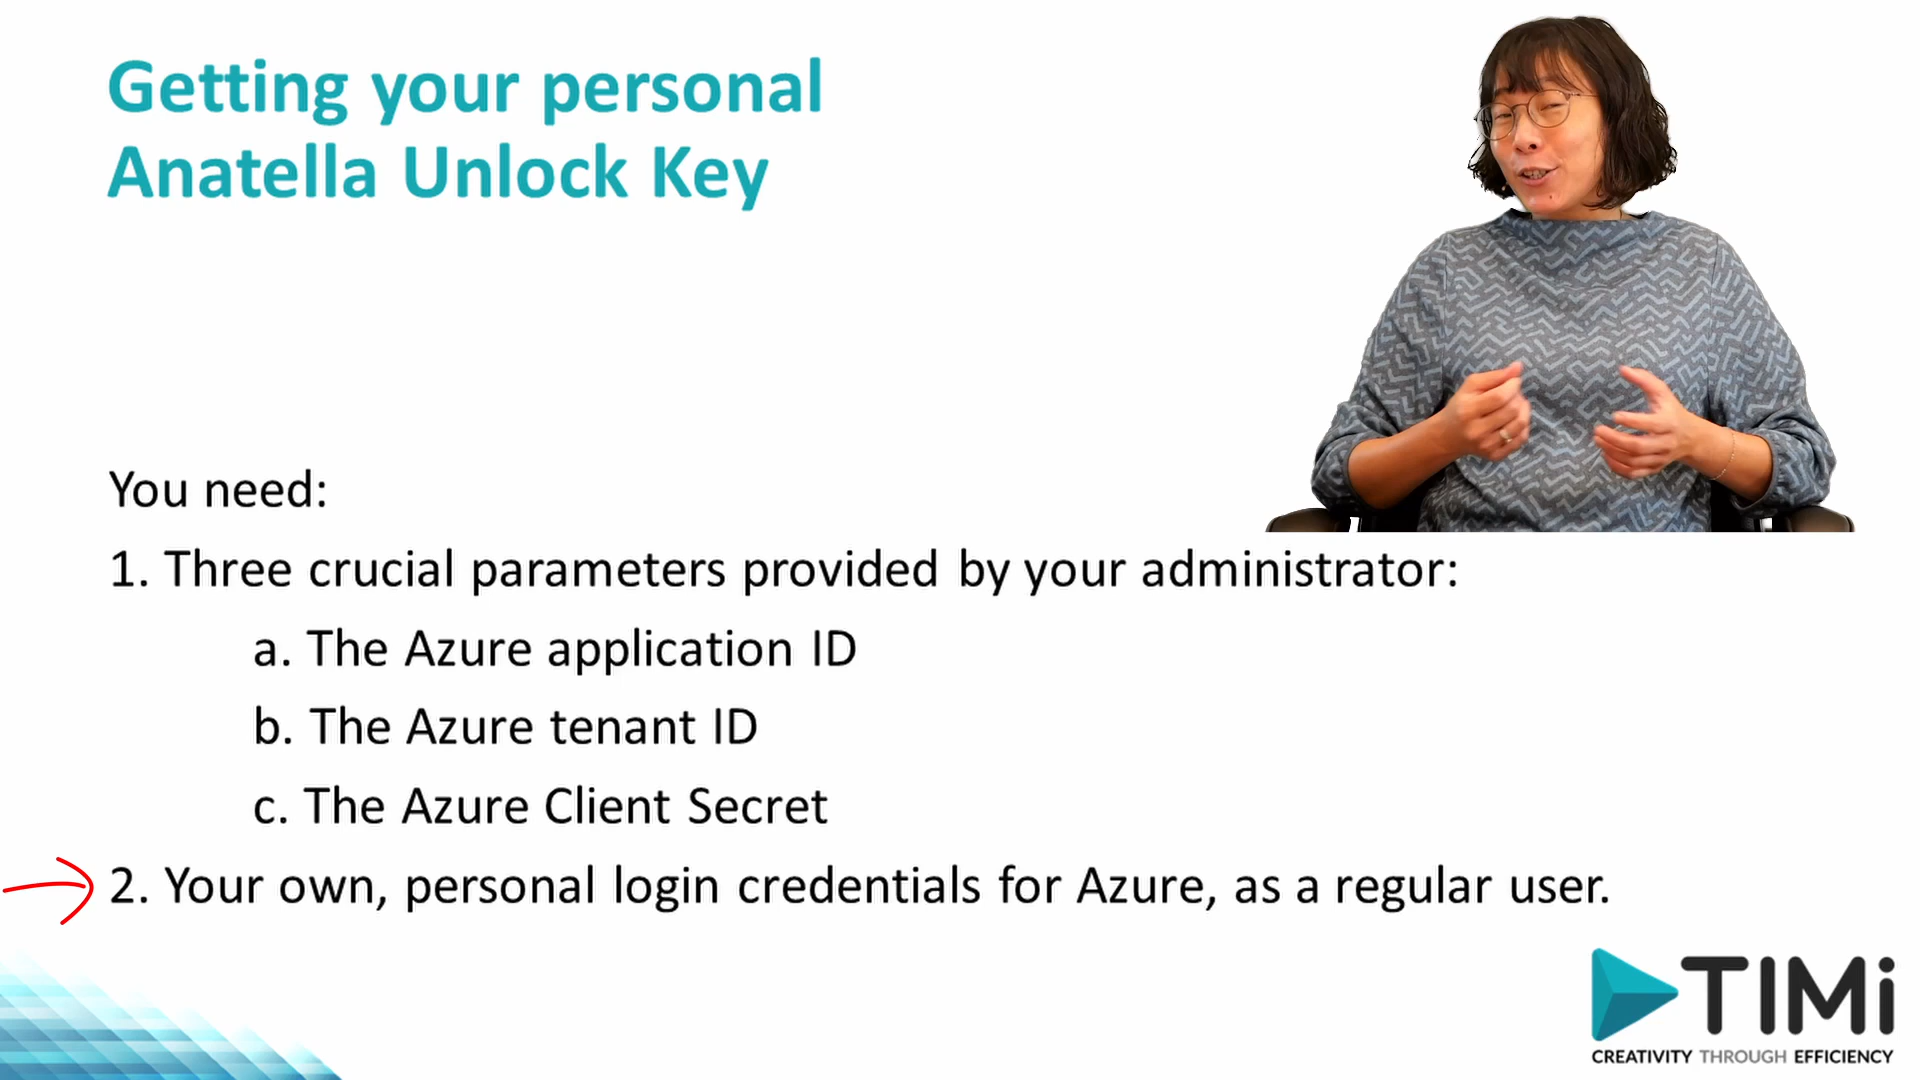 Getting your personal
Anatella Unlock Key
You need:
1. Three crucial parameters provided by your administrator:
a. The Azure application ID
b. The Azure tenant ID
c. The Azure Client Secret
2. Your own, personal login credentials for Azure, as a regular user.
TIMi
CREATIVITY THROUGH EFFICIENCY